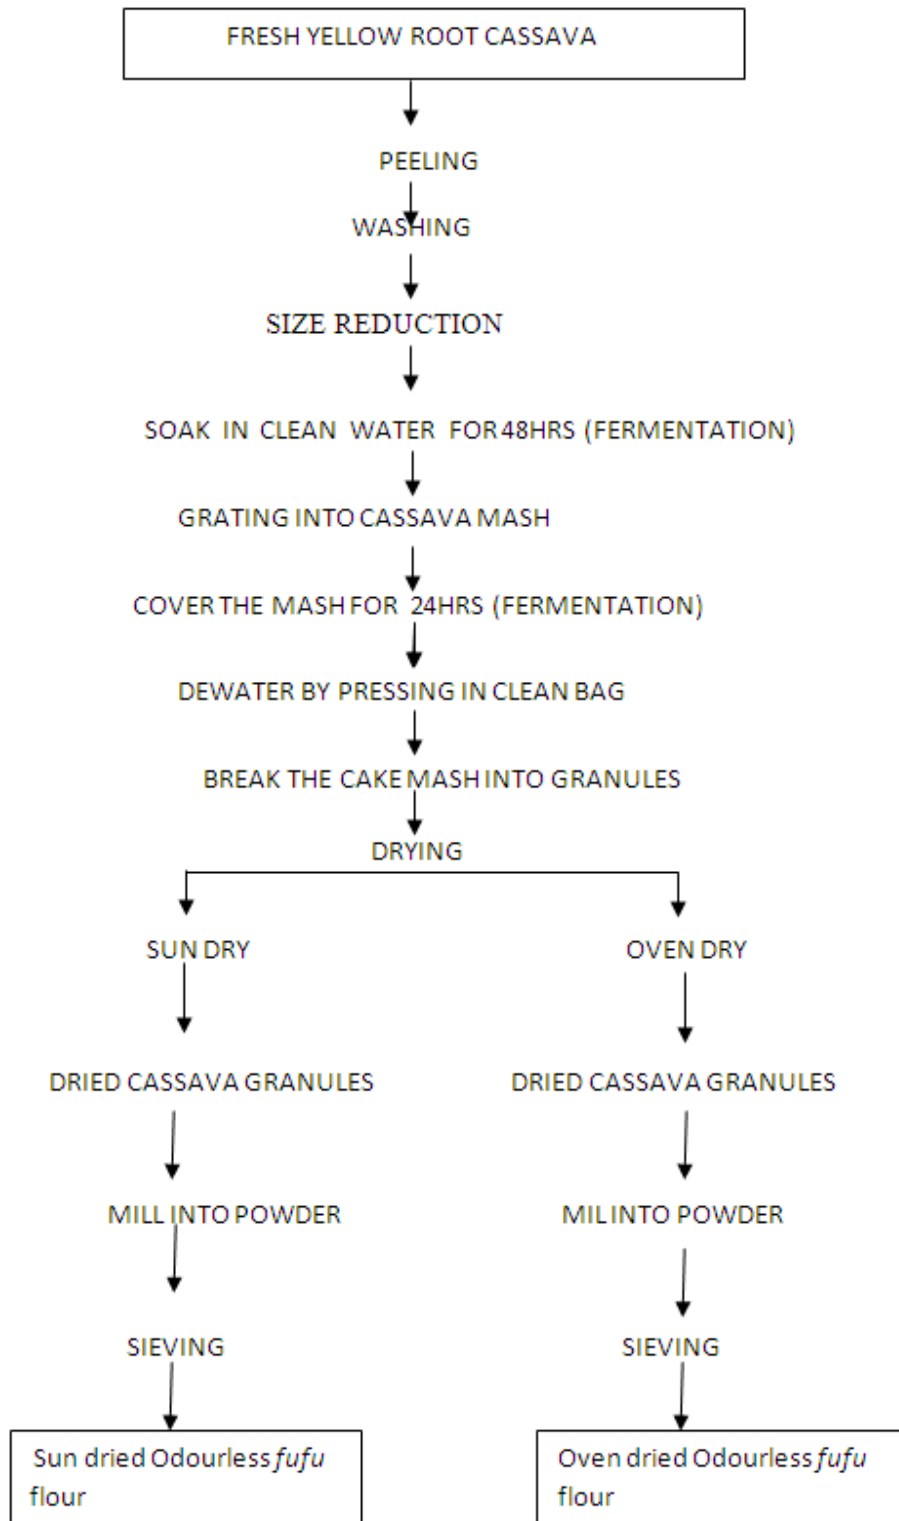 FRESH YELLOW ROOT CASSAVA
PEELING
WASHING
SIZE REDUCTION
SOAK IN CLEAN WATER FOR 48HRS (FERMENTATION)
GRATING INTO CASSAVA MASH
COVER THE MASH FOR 24HRS (FERMENTATION)
DEWATER BY PRESSING IN CLEAN BAG
BREAK THE CAKE MASH INTO GRANULES
DRYING
SUN DRY
OVEN DRY
DRIED CASSAVA GRANULES
DRIED CASSAVA GRANULES
MILL INTO POWDER
MIL INTO POWDER
SIEVING
SIEVING
Sun dried Odourless fufu
flour
Oven dried Odourless fufu
flour